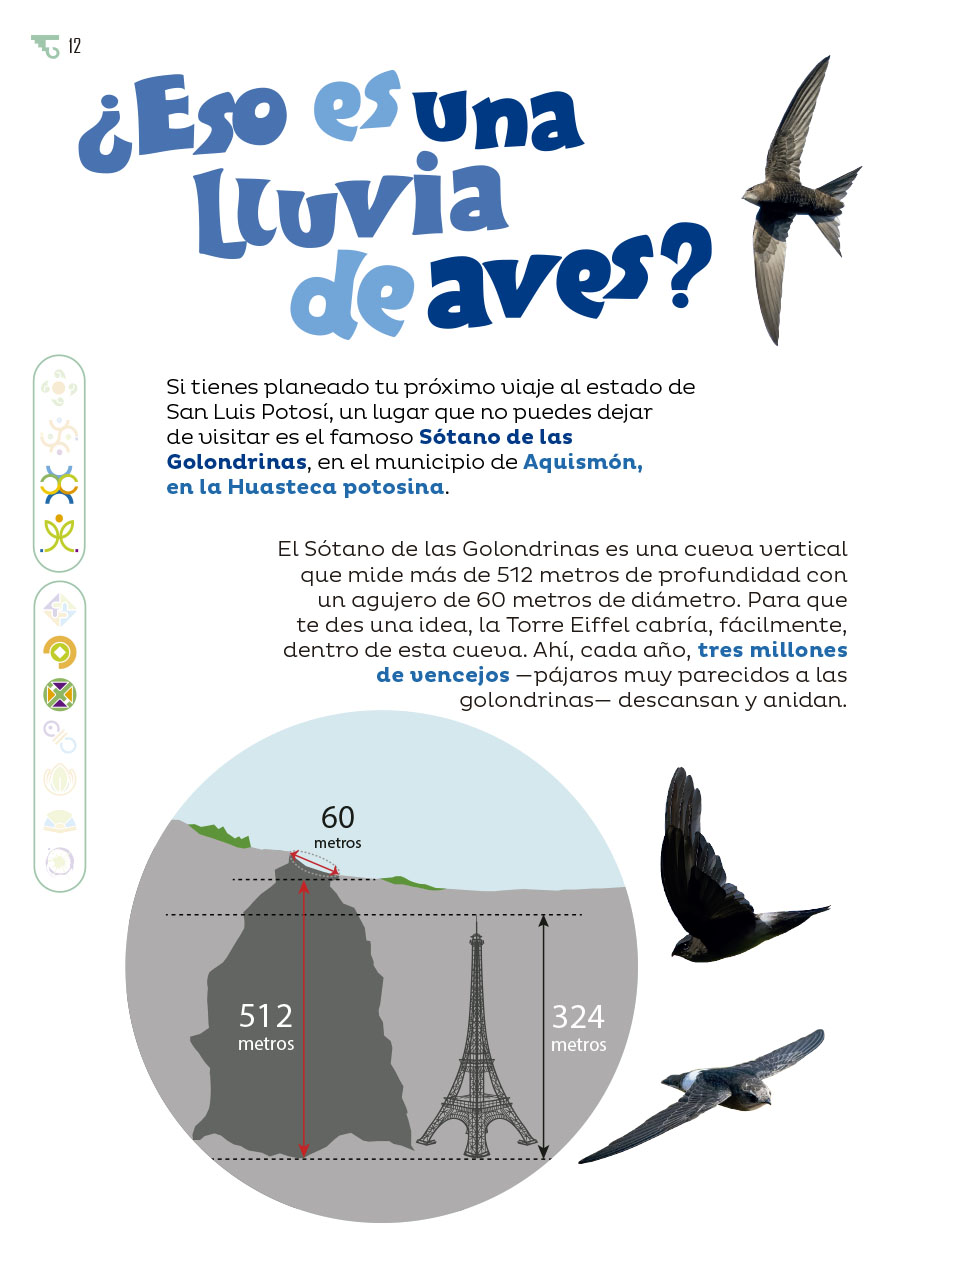 12
¿Eso es una
lluvia
de aves?
Si tienes planeado tu próximo viaje al estado de
San Luis Potosí, un lugar que no puedes dejar
de visitar es el famoso Sótano de las
Golondrinas, en el municipio de Aquismón,
en la Huasteca potosina.
El Sótano de las Golondrinas es una cueva vertical
que mide más de 512 metros de profundidad con
un agujero de 60 metros de diámetro. Para que
te des una idea, la Torre Eiffel cabría, fácilmente,
dentro de esta cueva. Ahí, cada año, tres millones
de vencejos —pájaros muy parecidos a las
golondrinas— descansan y anidan.
60
metros
512
metros
324
metros